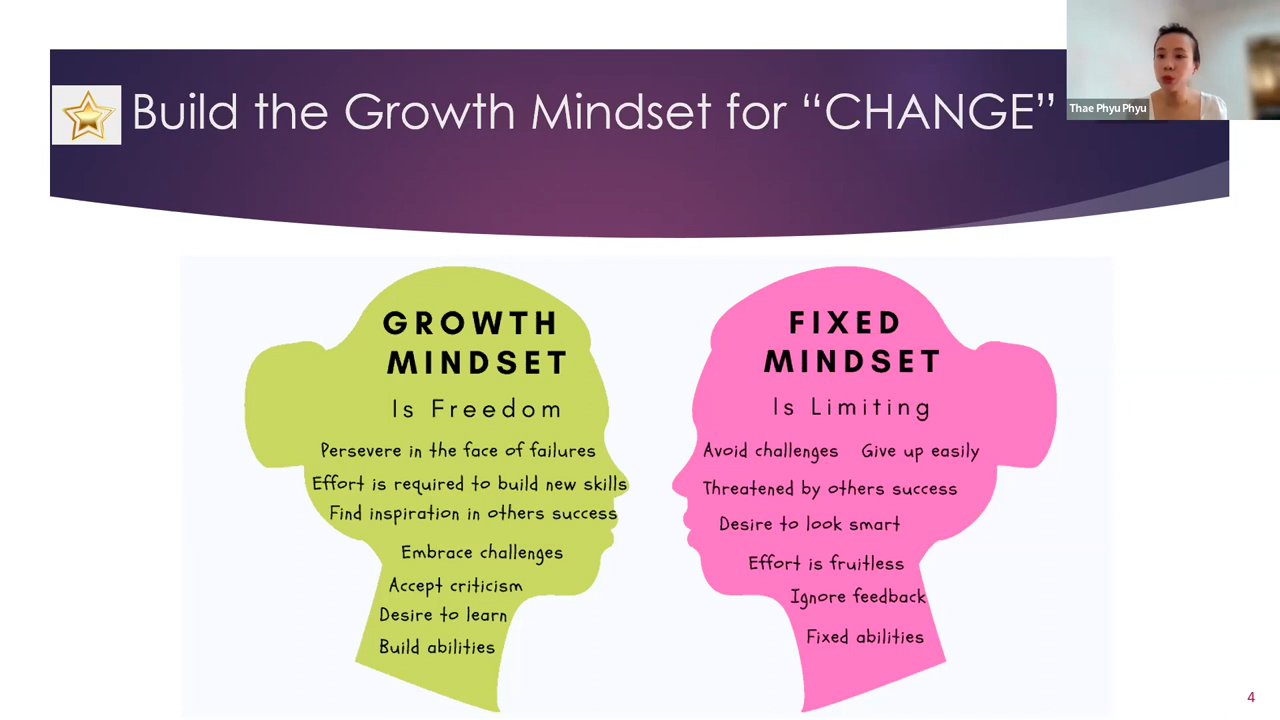 Build the Growth Mindset for “CHANGE”
Thae Phyu Phyu
GROWTH
MINDSET
Is Freedom
Persevere in the face of failures
Effort is required to build new skills
Find inspiration in others success
Embrace challenges
Accept criticism
Desire to learn
Build abilities
FIXED
MINDSET
Is Limiting
Avoid challenges Give up easily
Threatened by others success
Desire to look smart
Effort is fruitless
Ignore feedback
Fixed abilities
4